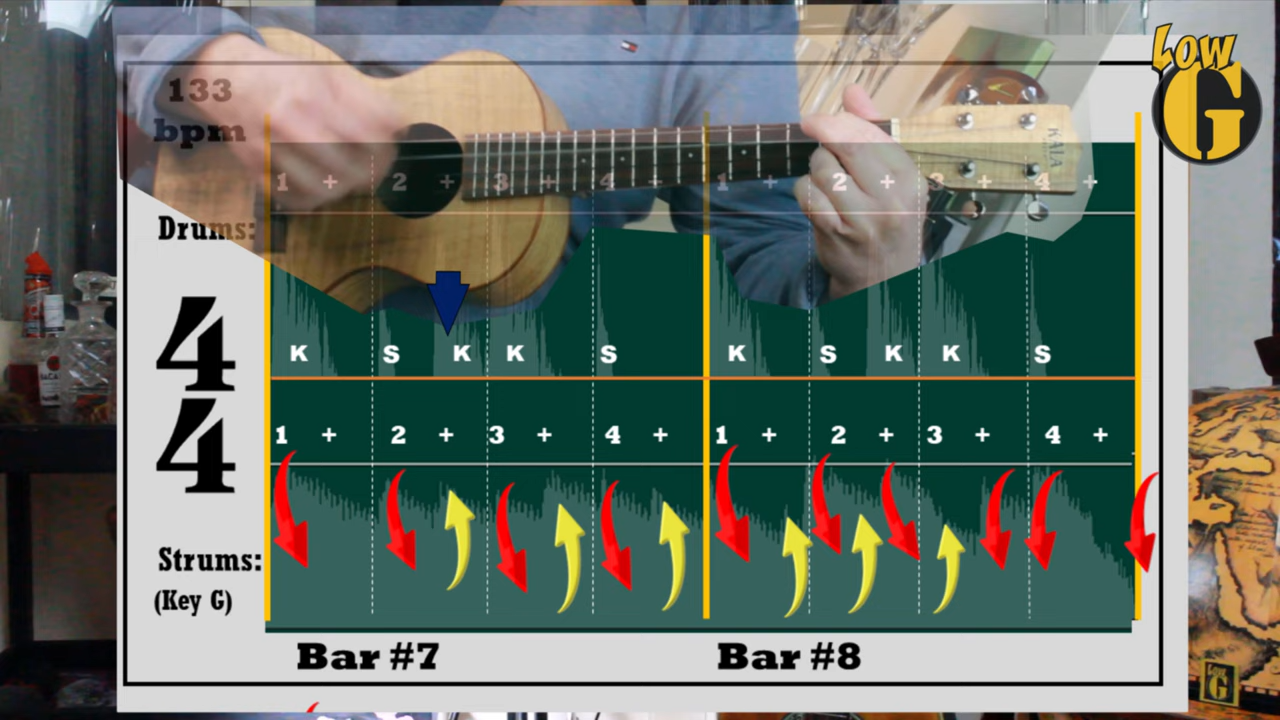 Low
G
133
bpm
KALA
1 + 2 + 3 + 4 + 1 + 2 + 3 + 4 +
Drums:
K S K K S K S K K S
4
4
1 + 2 + 3 + 4 + 1 + 2 + 3 + 4 +
Strums:
(Key G)
Bar #7 Bar #8
Low
G